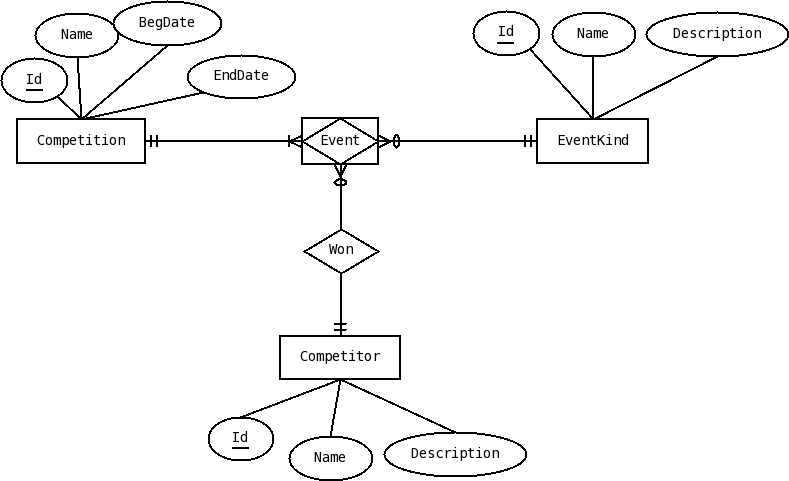 BegDate
Name
Id
EndDate
Id
Name
Description
Competition
Event
EventKind
Won
Competitor
Id
Name
Description